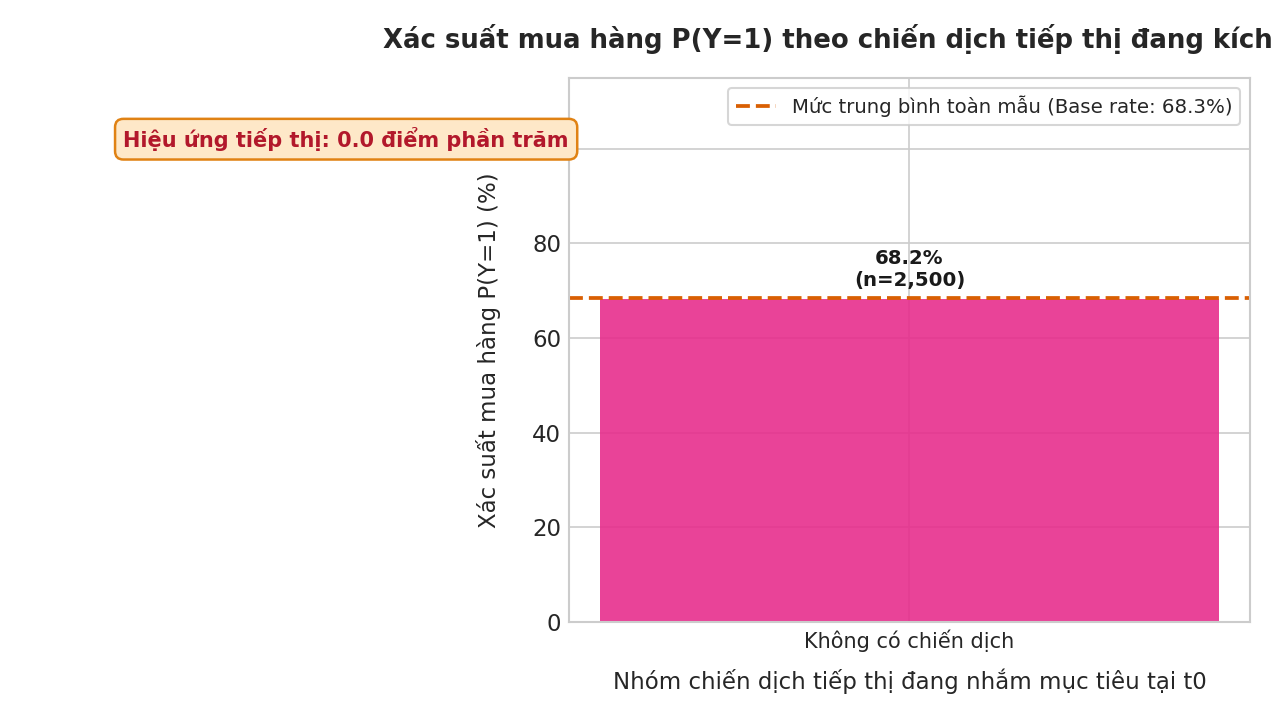 Xác suất mua hàng P(Y=1) theo chiến dịch tiếp thị đang kích
Mức trung bình toàn mẫu (Base rate: 68.3%)
Hiệu ứng tiếp thị: 0.0 điểm phần trăm
Xác suất mua hàng P(Y=1) (%)
80
60
40
20
0
68.2%
(n=2,500)
Không có chiến dịch
Nhóm chiến dịch tiếp thị đang nhắm mục tiêu tại t0